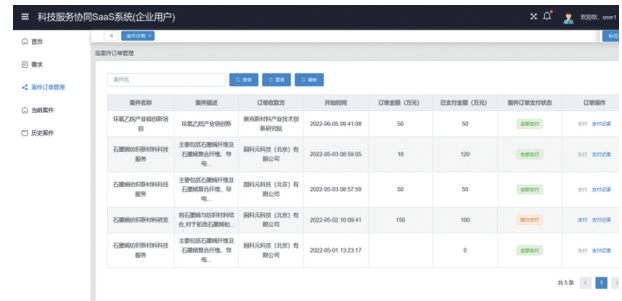 科技服务协同SaaS系统(企业用户)
欢迎您, user1
首页
需求
案件订单管理
当前案件
历史案件
案件详情 ×
案件订单管理
案件名
搜索
重置
刷新
案件名称 案件描述 订单收款方 开始时间 订单金额（万元） 已支付金额（万元） 案件订单支付状态 订单操作
环氧乙烷产业链创新培训 环氧乙烷产业链创新 新材料产业技术创新研究院 2022-06-05 09:41:98 50 50 全部支付 支付 支付记录
石墨烯纺织新材料科技服务 主要包括石墨烯纤维及石墨烯复合纤维、导电... 国科元科技（北京）有限公司 2022-05-03 08:59:05 10 120 全部支付 支付 支付记录
石墨烯纺织新材料科技服务 主要包括石墨烯纤维及石墨烯复合纤维、导电... 国科元科技（北京）有限公司 2022-05-03 08:57:59 50 50 全部支付 支付 支付记录
石墨烯纺织新材料研发 将石墨烯与纺织材料结合,对于拓宽石墨烯和... 国科元科技（北京）有限公司 2022-05-02 10:09:41 150 100 部分支付 支付 支付记录
石墨烯纺织新材料科技服务 主要包括石墨烯纤维及石墨烯复合纤维、导电... 国科元科技（北京）有限公司 2022-05-01 13:23:17 0 全部支付 支付 支付记录
共 5 条 < 1 >